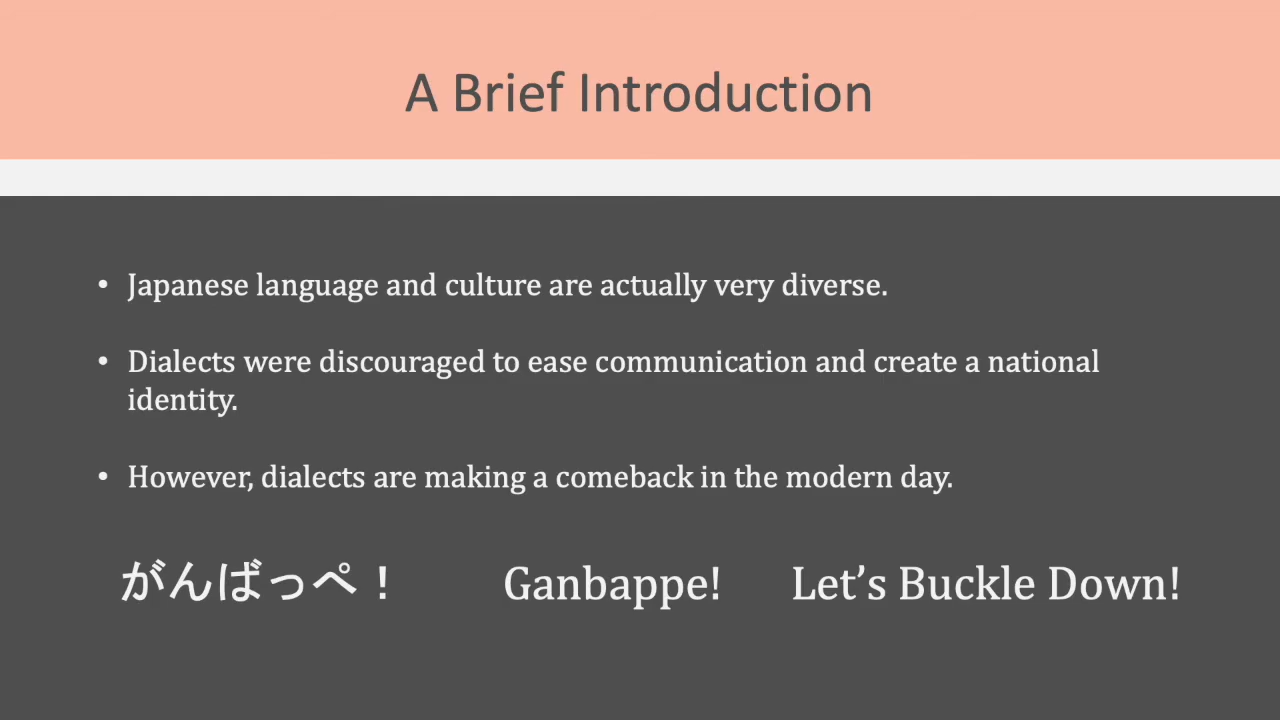 A Brief Introduction
• Japanese language and culture are actually very diverse.
• Dialects were discouraged to ease communication and create a national
identity.
• However, dialects are making a comeback in the modern day.
がんばっペ！ Ganbappe! Let’s Buckle Down!